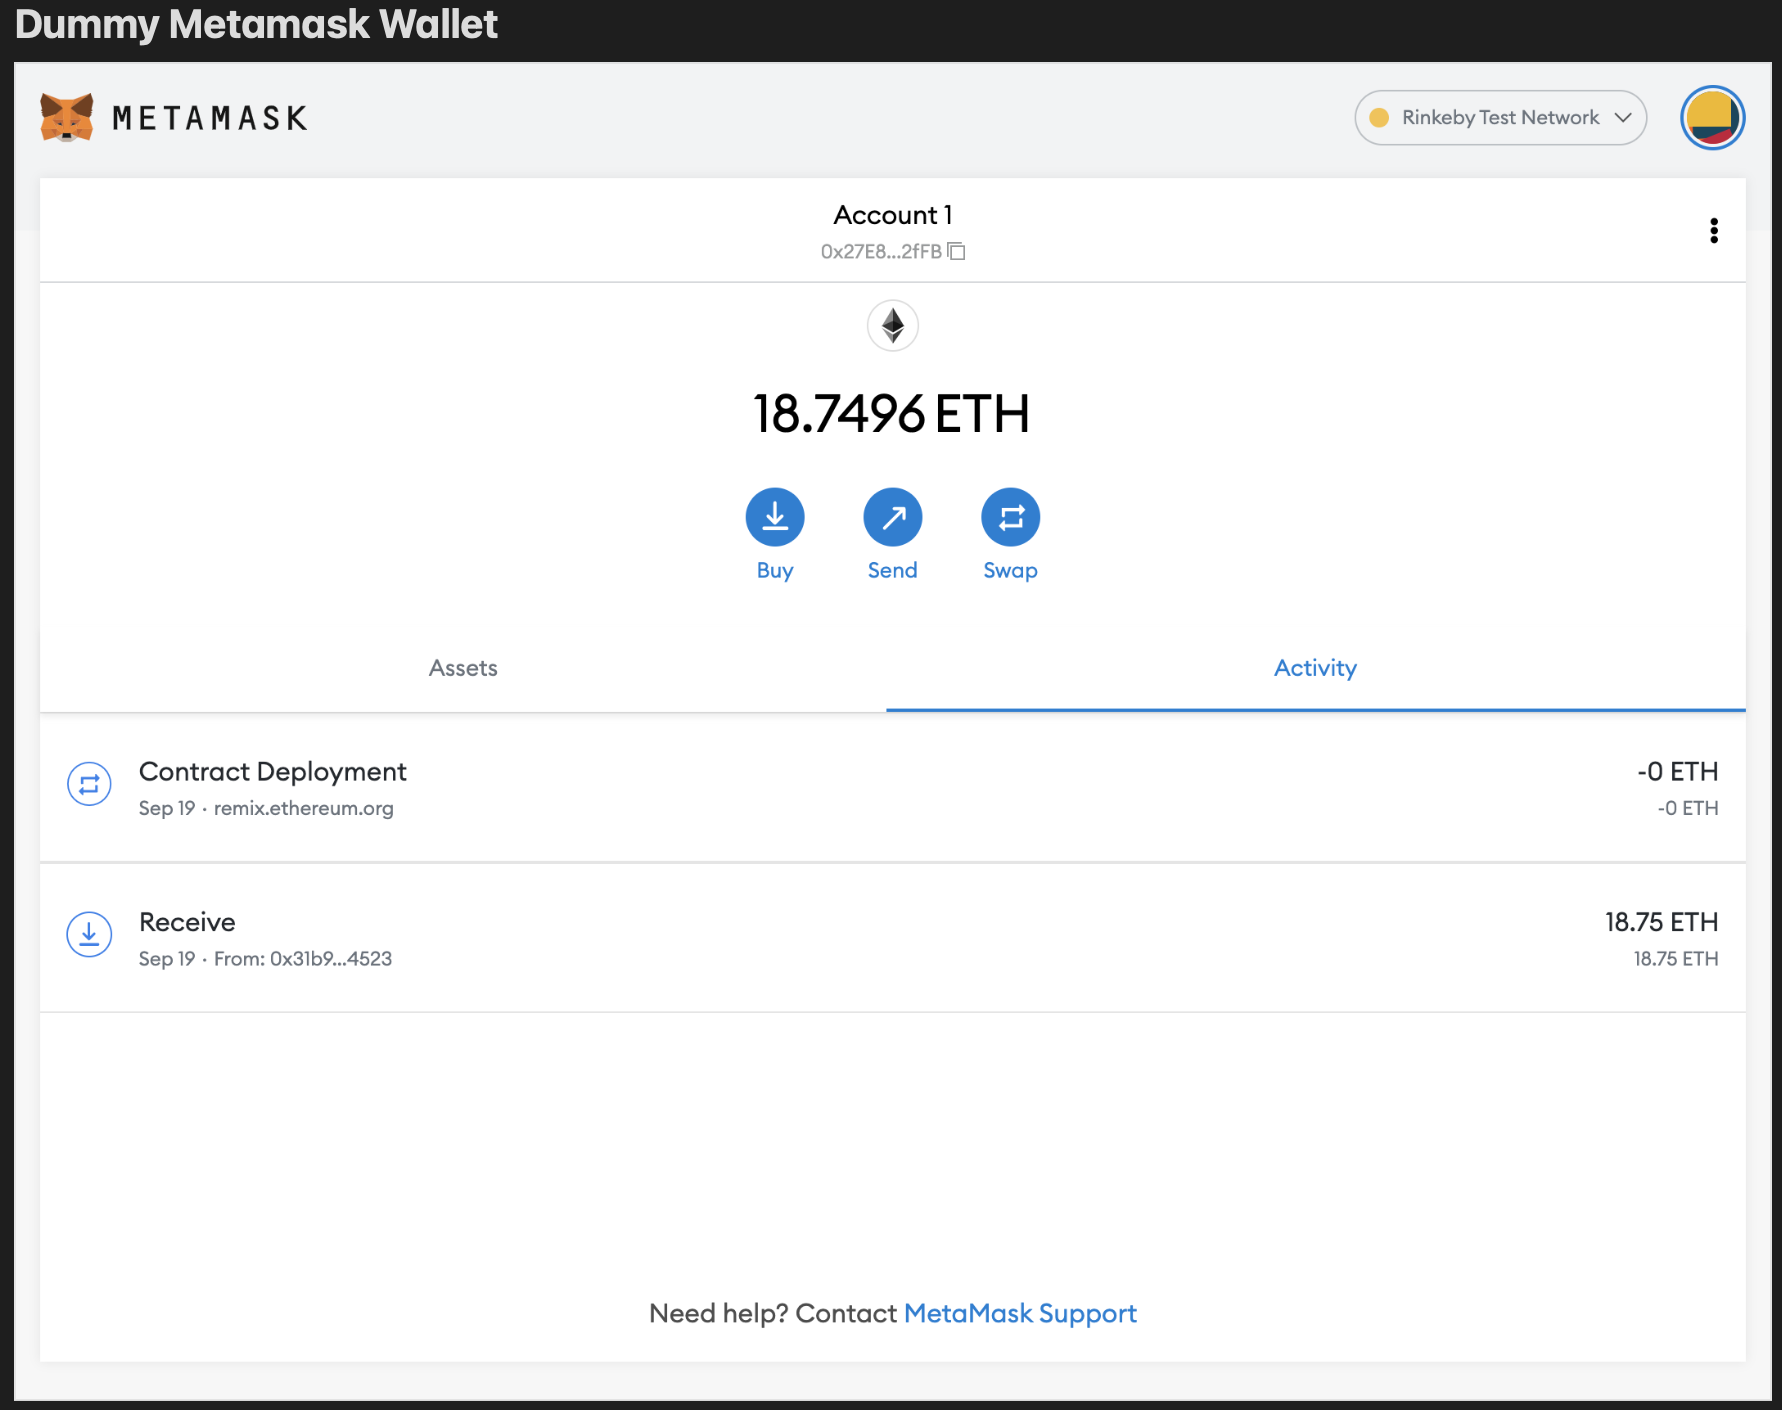 Dummy Metamask Wallet
METAMASK
Rinkeby Test Network
Account 1
0x27E8...2fFB
18.7496 ETH
Buy Send Swap
Assets Activity
Contract Deployment -0 ETH
Sep 19 · remix.ethereum.org -0 ETH
Receive 18.75 ETH
Sep 19 · From: 0x31b9...4523 18.75 ETH
Need help? Contact MetaMask Support